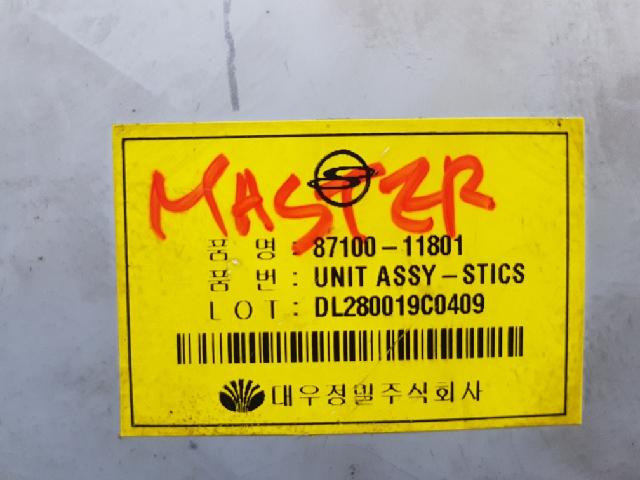 MASTER
품 명 : 87100-11801
품 번 : UNIT ASSY-STICS
LOT : DL280019C0409
대우정밀주식회사